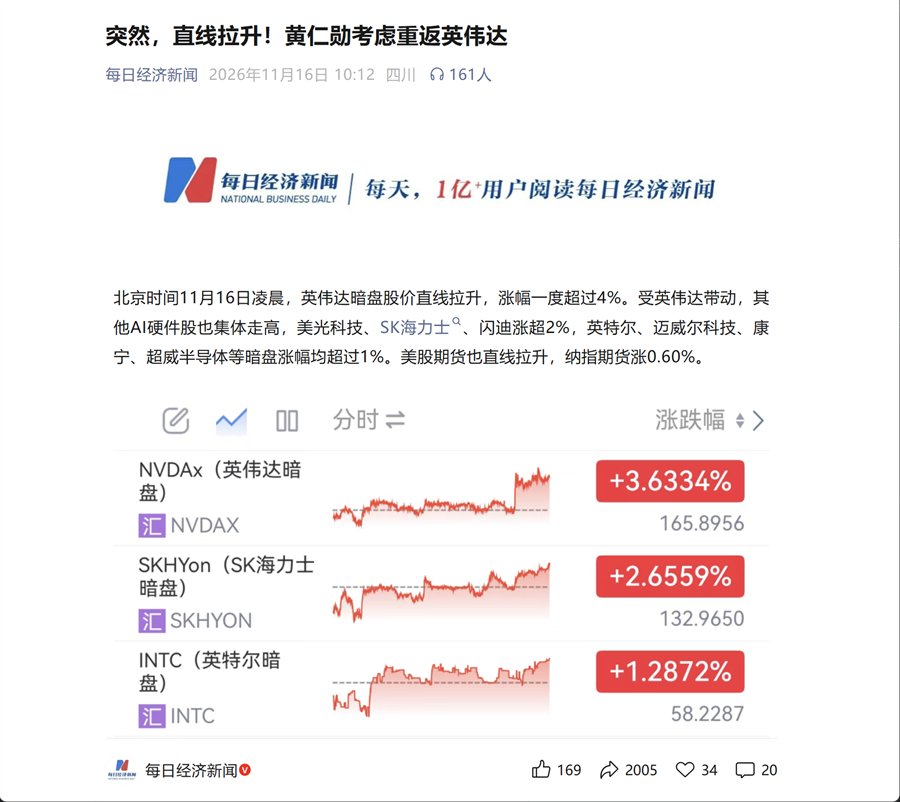 突然，直线拉升！黄仁勋考虑重返英伟达
每日经济新闻 2026年11月16日 10:12 四川 161人
每日经济新闻 NATIONAL BUSINESS DAILY 每天，1亿+用户阅读每日经济新闻
北京时间11月16日凌晨，英伟达暗盘股价直线拉升，涨幅一度超过4%。受英伟达带动，其
他AI硬件股也集体走高，美光科技、SK海力士、闪迪涨超2%，英特尔、迈威尔科技、康
宁、超威半导体等暗盘涨幅均超过1%。美股期货也直线拉升，纳指期货涨0.60%。
分时 涨跌幅
NVDAx（英伟达暗
盘）
+3.6334%
汇 NVDAX
165.8956
SKHYon（SK海力士
暗盘）
+2.6559%
汇 SKHYON
132.9650
INTC（英特尔暗
盘）
+1.2872%
汇 INTC
58.2287
每日经济新闻 169 2005 34 20